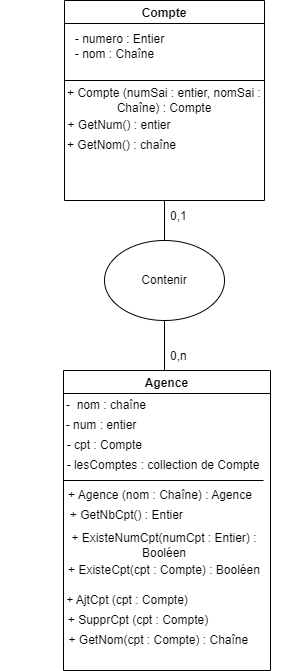 Compte
- numero : Entier
- nom : Chaîne
+ Compte (numSai : entier, nomSai :
Chaîne) : Compte
+ GetNum() : entier
+ GetNom() : chaîne
0,1
Contenir
0,n
Agence
- nom : chaîne
- num : entier
- cpt : Compte
- lesComptes : collection de Compte
+ Agence (nom : Chaîne) : Agence
+ GetNbCpt() : Entier
+ ExisteNumCpt(numCpt : Entier) :
Booléen
+ ExisteCpt(cpt : Compte) : Booléen
+ AjtCpt (cpt : Compte)
+ SupprCpt (cpt : Compte)
+ GetNom(cpt : Compte) : Chaîne